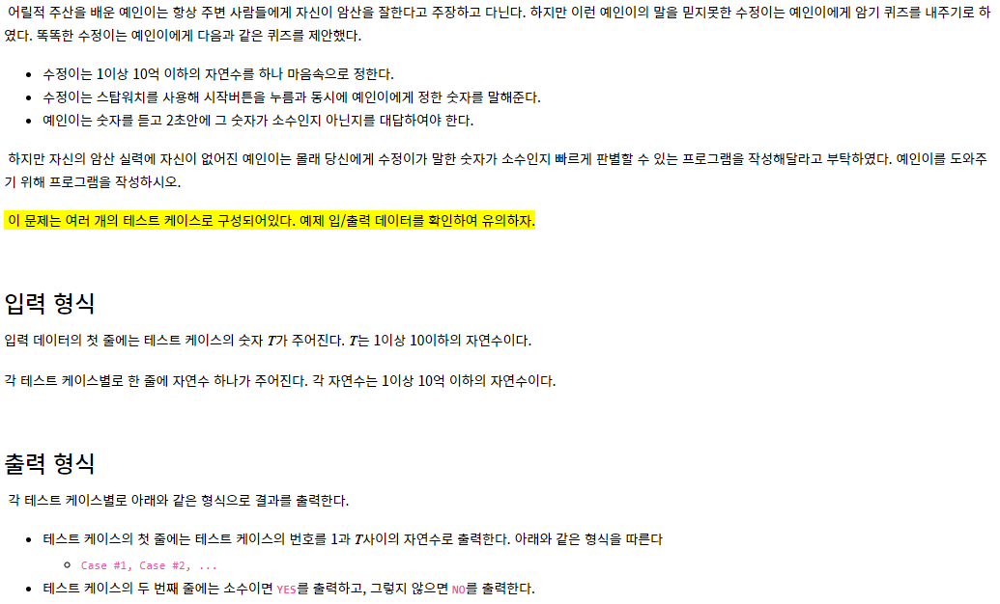 어릴적 주산을 배운 예인이는 항상 주변 사람들에게 자신이 암산을 잘한다고 주장하고 다닌다. 하지만 이런 예인이의 말을 믿지못한 수정이는 예인이에게 암기 퀴즈를 내주기로 하
였다. 똑똑한 수정이는 예인이에게 다음과 같은 퀴즈를 제안했다.
• 수정이는 1이상 10억 이하의 자연수를 하나 마음속으로 정한다.
• 수정이는 스탑워치를 사용해 시작버튼을 누름과 동시에 예인이에게 정한 숫자를 말해준다.
• 예인이는 숫자를 듣고 2초안에 그 숫자가 소수인지 아닌지를 대답하여야 한다.
하지만 자신의 암산 실력에 자신이 없어진 예인이는 몰래 당신에게 수정이가 말한 숫자가 소수인지 빠르게 판별할 수 있는 프로그램을 작성해달라고 부탁하였다. 예인이를 도와주
기 위해 프로그램을 작성하시오.
이 문제는 여러 개의 테스트 케이스로 구성되어있다. 예제 입/출력 데이터를 확인하여 유의하자.
입력 형식
입력 데이터의 첫 줄에는 테스트 케이스의 숫자 T가 주어진다. T는 1이상 10이하의 자연수이다.
각 테스트 케이스별로 한 줄에 자연수 하나가 주어진다. 각 자연수는 1이상 10억 이하의 자연수이다.
출력 형식
각 테스트 케이스별로 아래와 같은 형식으로 결과를 출력한다.
• 테스트 케이스의 첫 줄에는 테스트 케이스의 번호를 1과 T사이의 자연수로 출력한다. 아래와 같은 형식을 따른다
◦ Case #1, Case #2, ...
• 테스트 케이스의 두 번째 줄에는 소수이면 YES를 출력하고, 그렇지 않으면 NO를 출력한다.